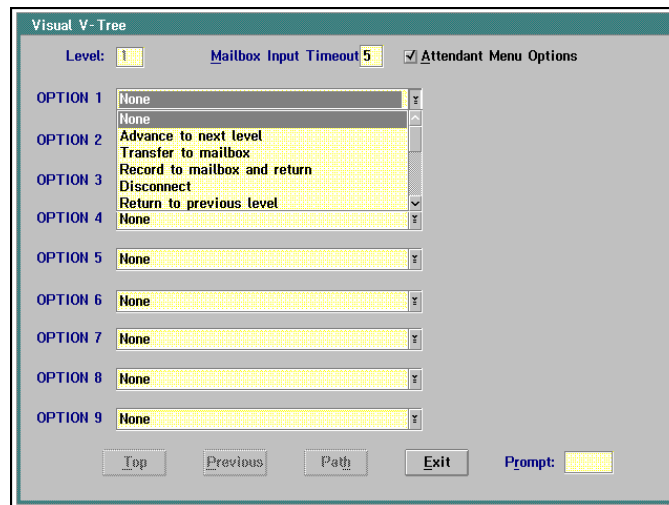 Visual V-Tree
Level: 1 Mailbox Input Timeout 5 Attendant Menu Options
OPTION 1 None
None
OPTION 2 Advance to next level
Transfer to mailbox
OPTION 3 Record to mailbox and return
Disconnect
Return to previous level
OPTION 4 None
OPTION 5 None
OPTION 6 None
OPTION 7 None
OPTION 8 None
OPTION 9 None
Top Previous Path Exit Prompt: